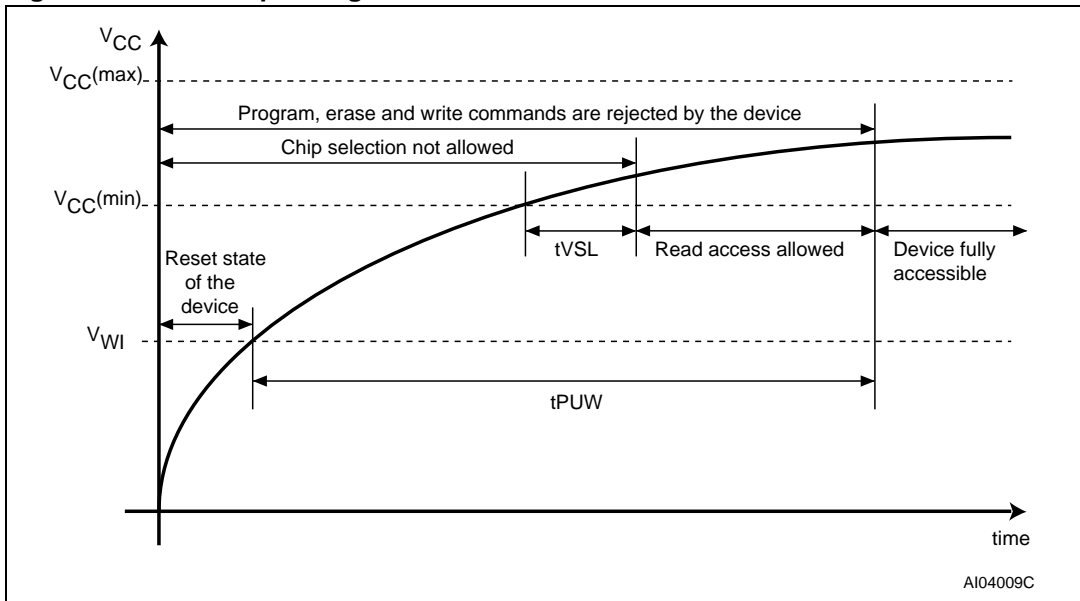 VCC
VCC(max)
Program, erase and write commands are rejected by the device
Chip selection not allowed
VCC(min)
tVSL
Read access allowed
Device fully
accessible
Reset state
of the
device
VWI
tPUW
time
AI04009C